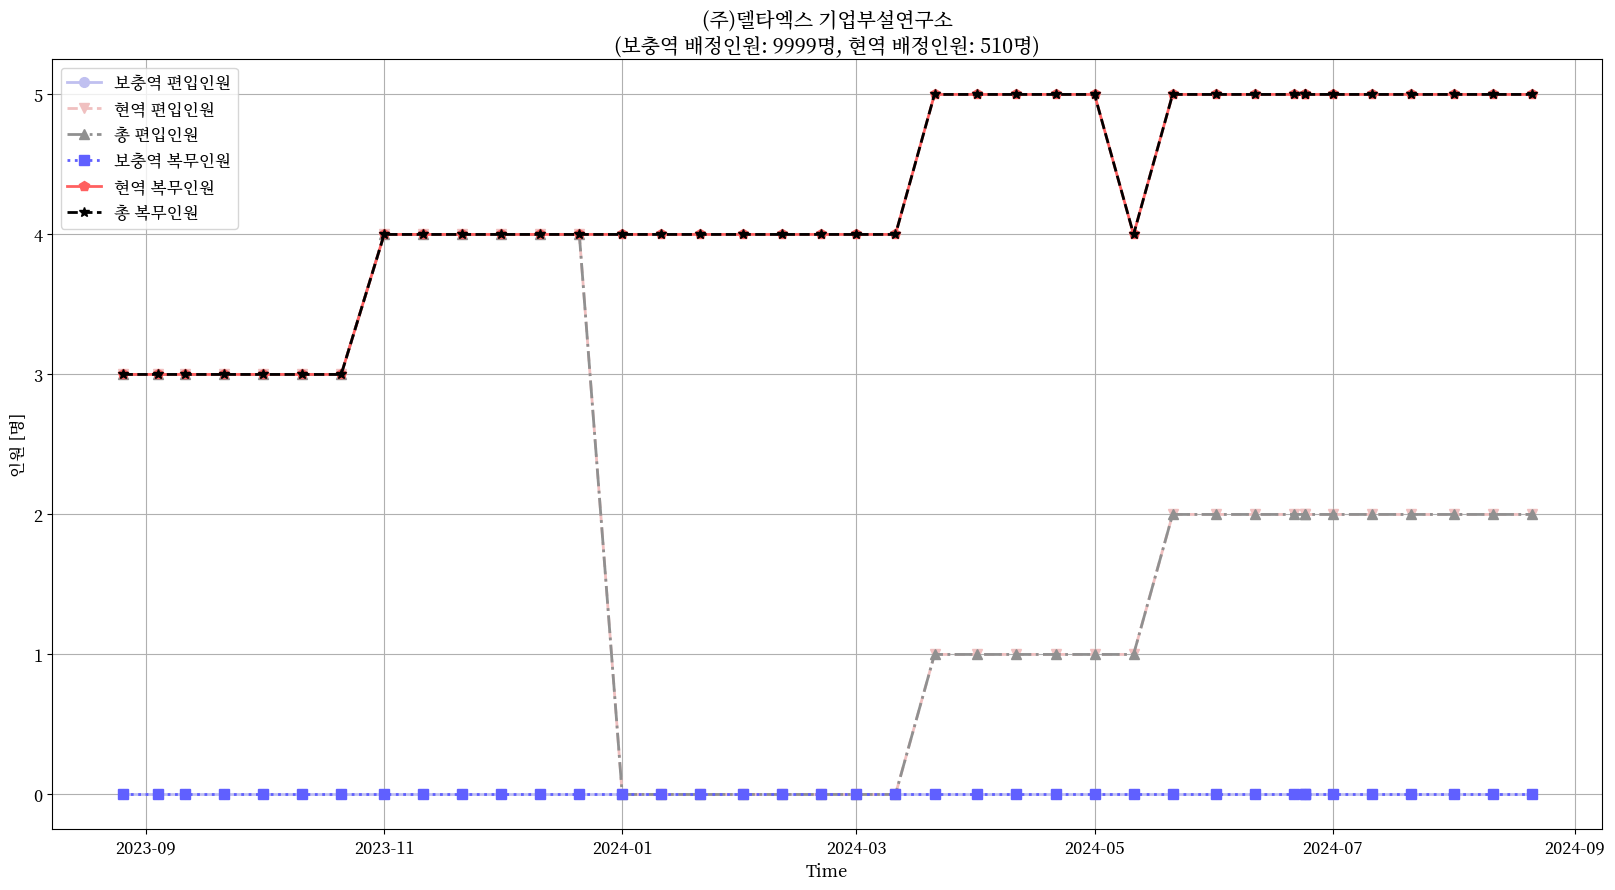 (주)델타엑스 기업부설연구소
(보충역 배정인원: 9999명, 현역 배정인원: 510명)
보충역 편입인원
현역 편입인원
총 편입인원
보충역 복무인원
현역 복무인원
총 복무인원
5
4
3
2
1
0
인원 [명]
2023-09
2023-11
2024-01
2024-03
2024-05
2024-07
2024-09
Time